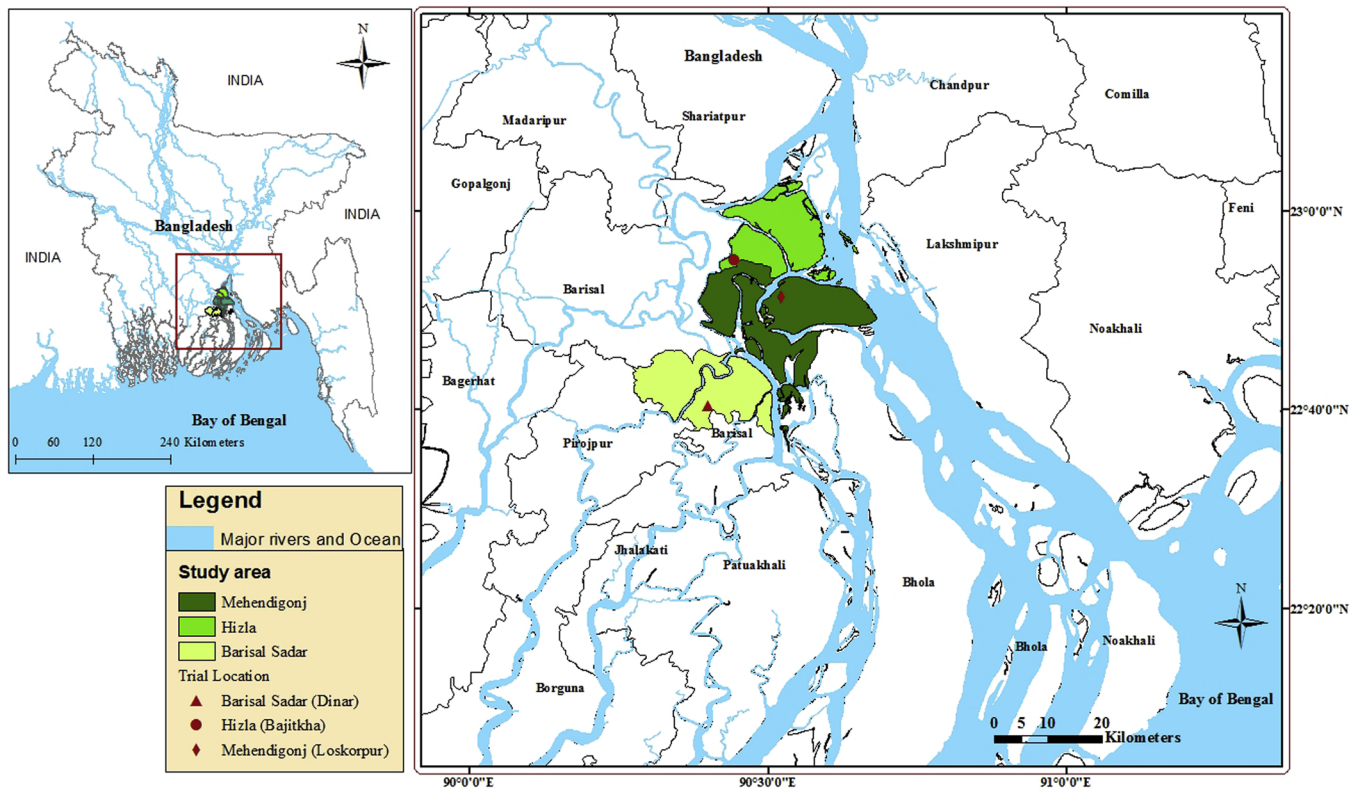 N
INDIA
INDIA
Bangladesh
INDIA
Bay of Bengal
0 60 120 240 Kilometers
Legend
Major rivers and Ocean
Study area
Mehendigonj
Hizla
Barisal Sadar
Trial Location
Barisal Sadar (Dinar)
Hizla (Bajitkha)
Mehendigonj (Loskorpur)
Bangladesh
Chandpur
Comilla
Shariatpur
Madaripur
Gopalgonj
Feni
23°0'0"N
Lakshmipur
Barisal
Noakhali
Bagerhat
22°40'0"N
Barisal
Pirojpur
Jhalakati
Patuakhali
Bhola
22°20'0"N
N
Bhola
Noakhali
Borguna
Bay of Bengal
0 5 10 20
Kilometers
90°0'0"E
90°30'0"E
91°0'0"E